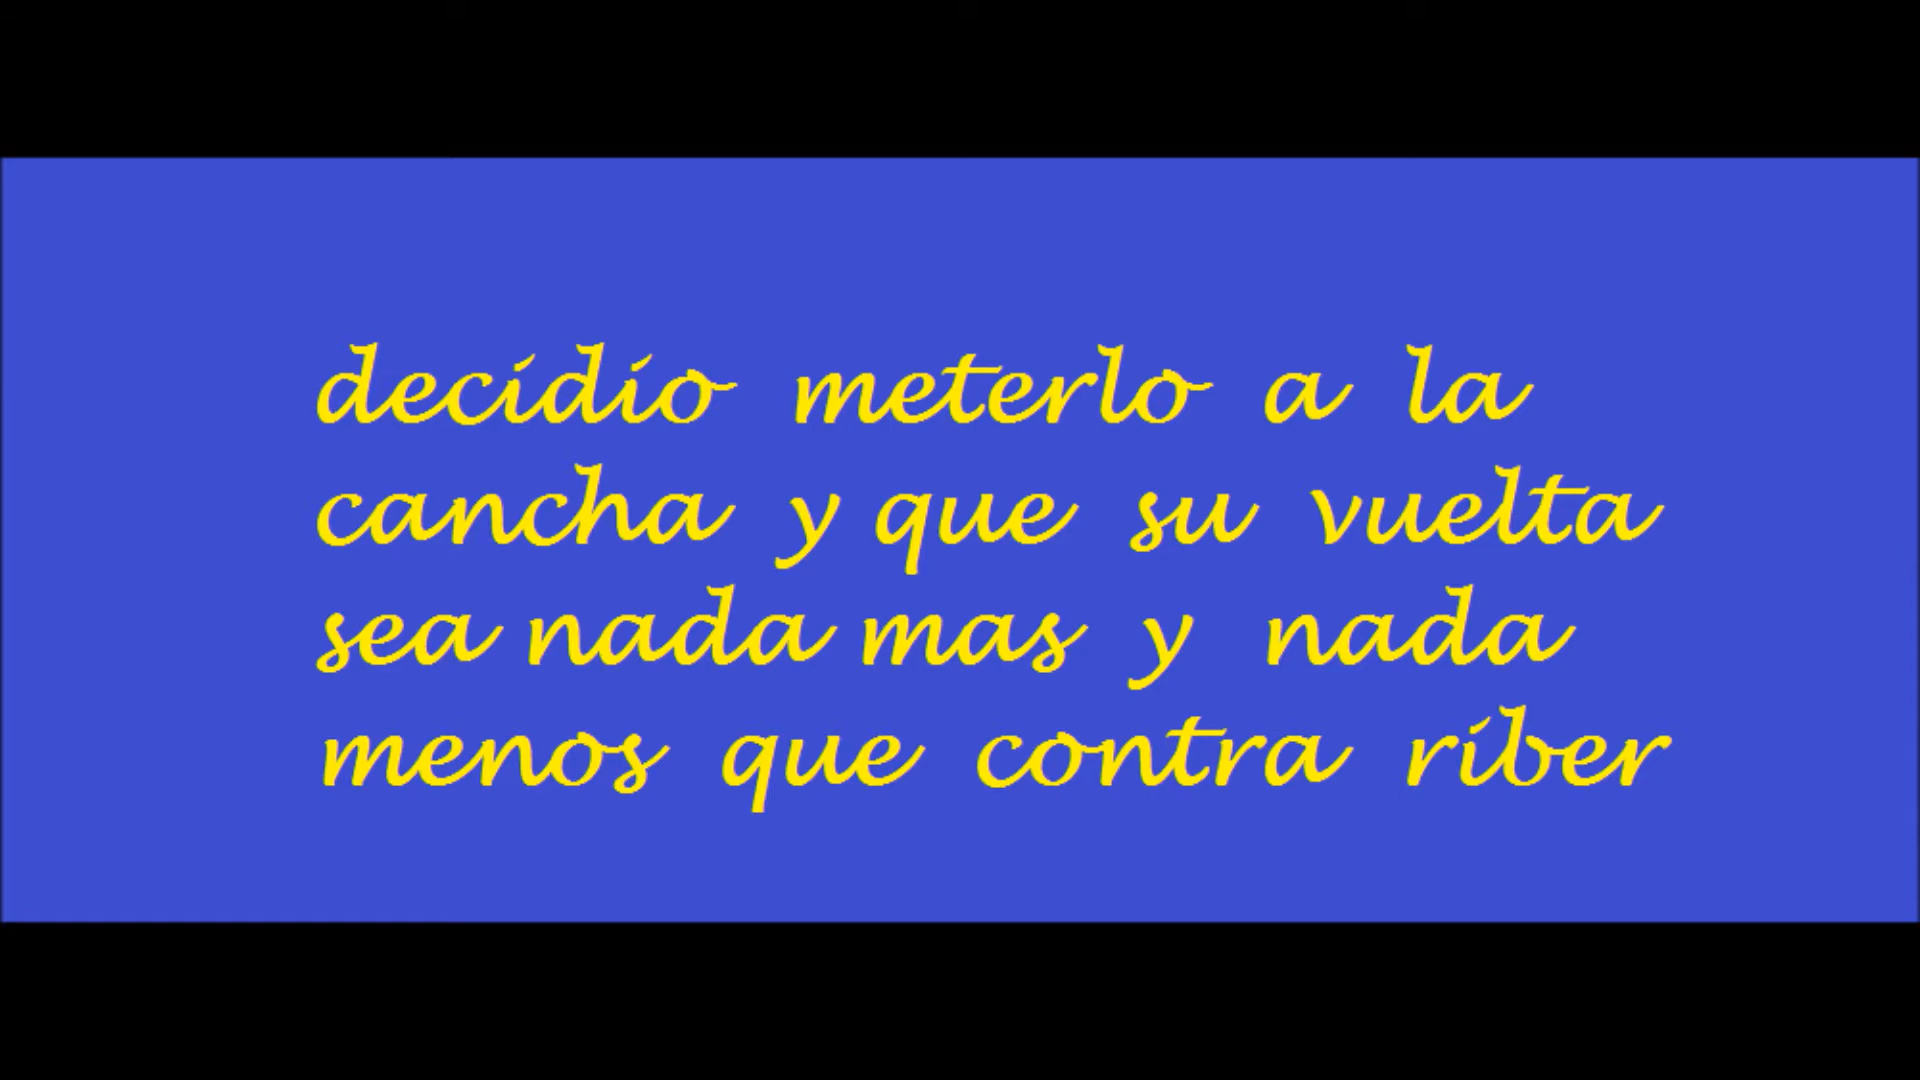 decidio meterlo a la
cancha y que su vuelta
sea nada mas y nada
menos que contra riber